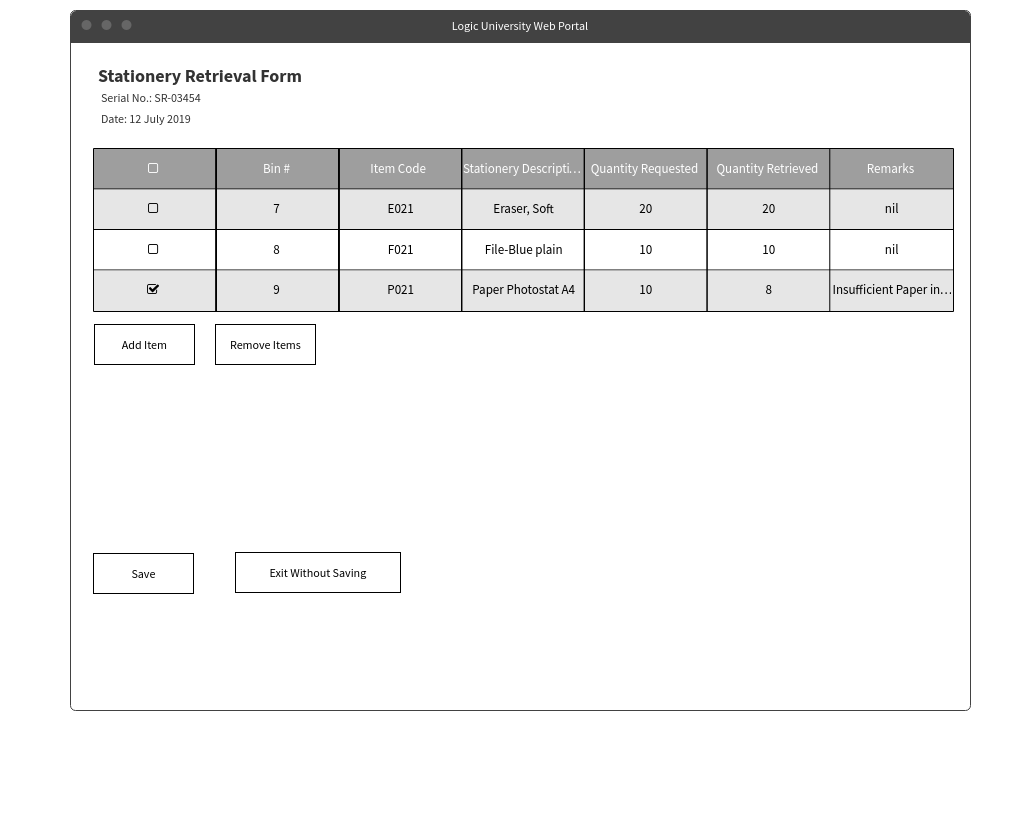 Logic University Web Portal
Stationery Retrieval Form
Serial No.: SR-03454
Date: 12 July 2019
Bin # Item Code Stationery Descripti... Quantity Requested Quantity Retrieved Remarks
7 E021 Eraser, Soft 20 20 nil
8 F021 File-Blue plain 10 10 nil
9 P021 Paper Photostat A4 10 8 Insufficient Paper in...
Add Item Remove Items
Save Exit Without Saving